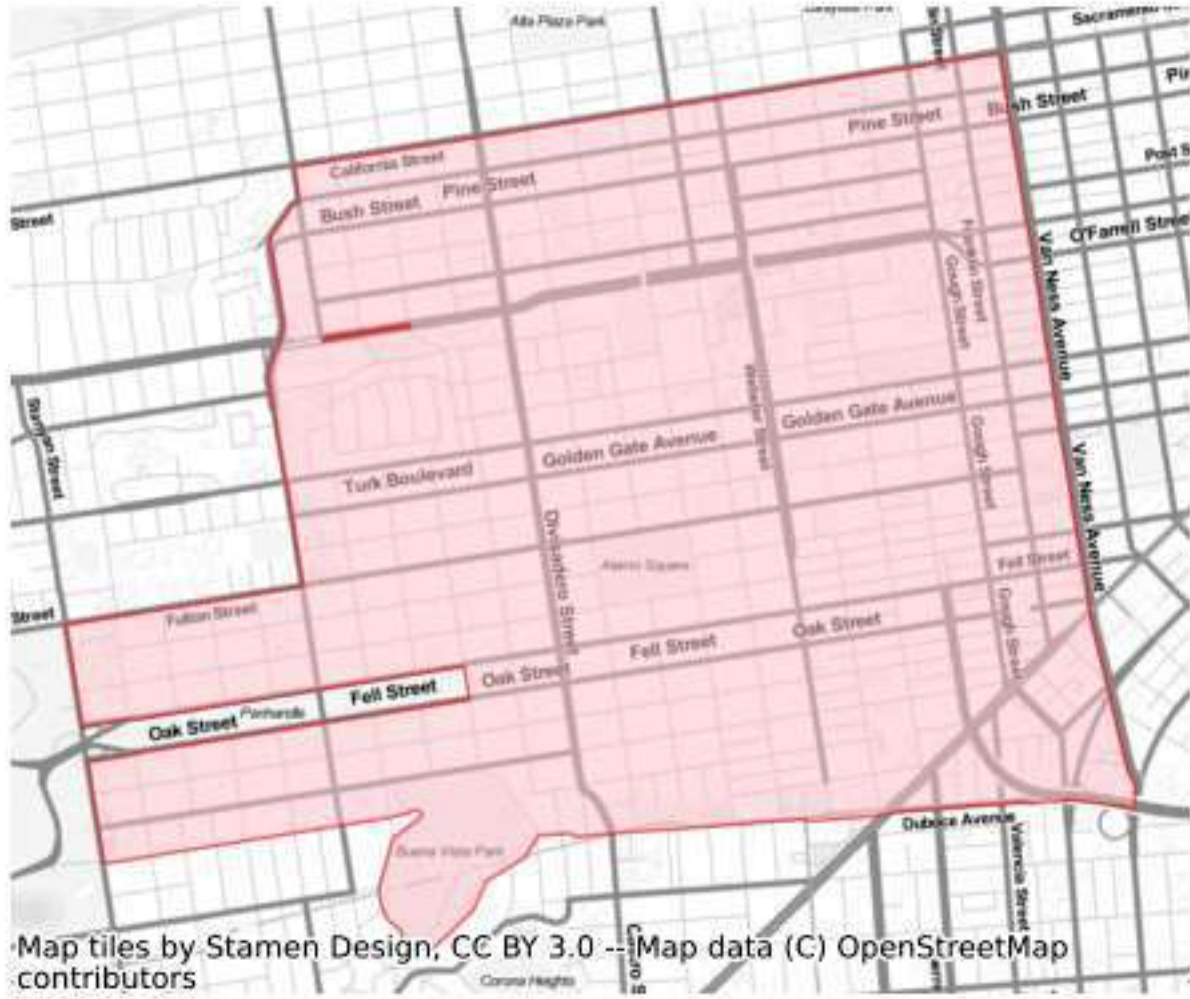 Alta Plaza Park
Sacramento
Bush Street
Pine Street
California Street
Pine Street
Bush Street
Street
Post S
O'Farrell Stree
Franklin Street
Gough Street
Van Ness Avenue
Webster Street
Stanyan Street
Golden Gate Avenue
Golden Gate Avenue
Turk Boulevard
Gough Street
Van Ness Avenue
Divisadero Street
Alamo Square
Fell Street
Street
Fulton Street
Gough Street
Oak Street
Fell Street
Oak Street
Fell Street
Panhandle
Oak Street
Duboce Avenue
Valencia Street
Buena Vista Park
Map tiles by Stamen Design, CC BY 3.0 -- Map data (C) OpenStreetMap
contributors
Corona Heights